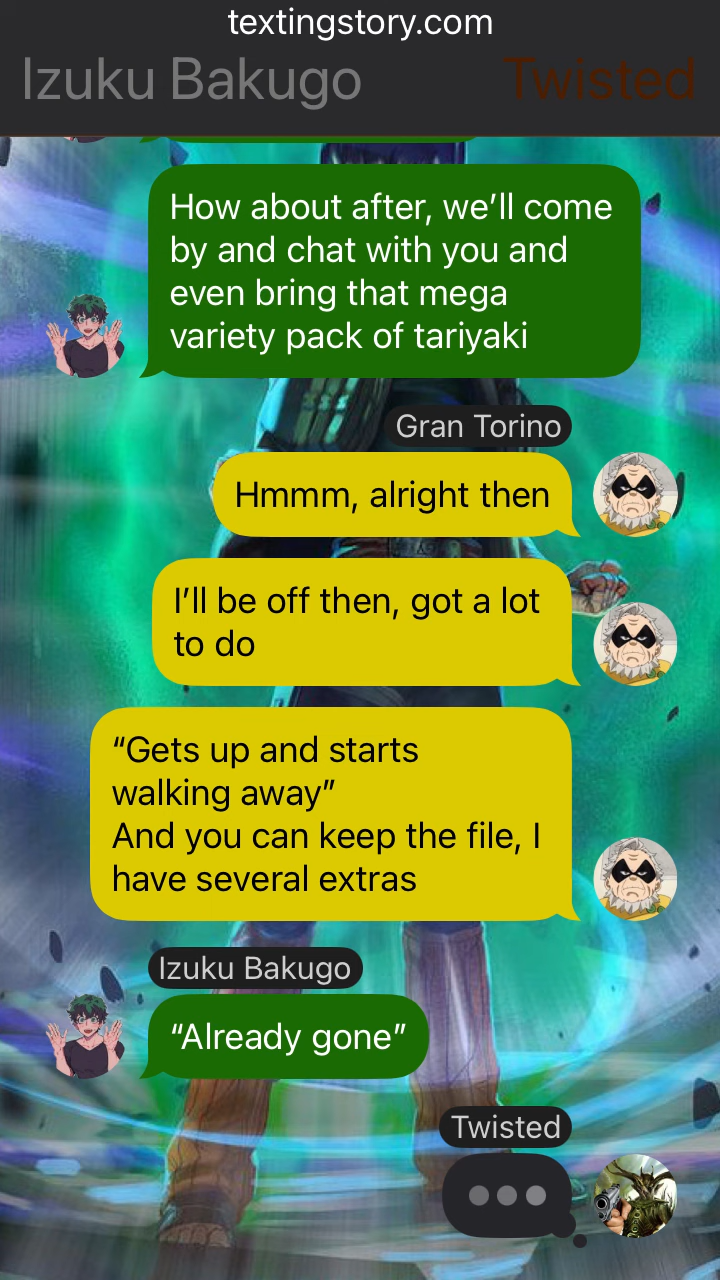 textingstory.com
Izuku Bakugo Twisted
How about after, we’ll come
by and chat with you and
even bring that mega
variety pack of tariyaki
Gran Torino
Hmmm, alright then
I’ll be off then, got a lot
to do
“Gets up and starts
walking away”
And you can keep the file, I
have several extras
Izuku Bakugo
“Already gone”
Twisted